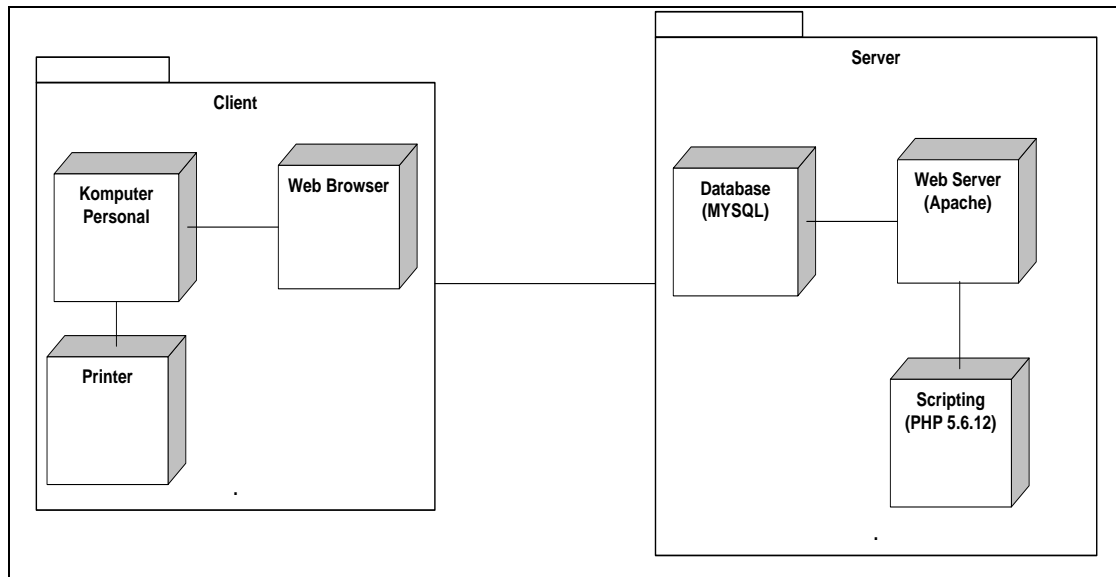 Client
Komputer
Personal
Web Browser
Printer
.
Server
Database
(MYSQL)
Web Server
(Apache)
Scripting
(PHP 5.6.12)
.